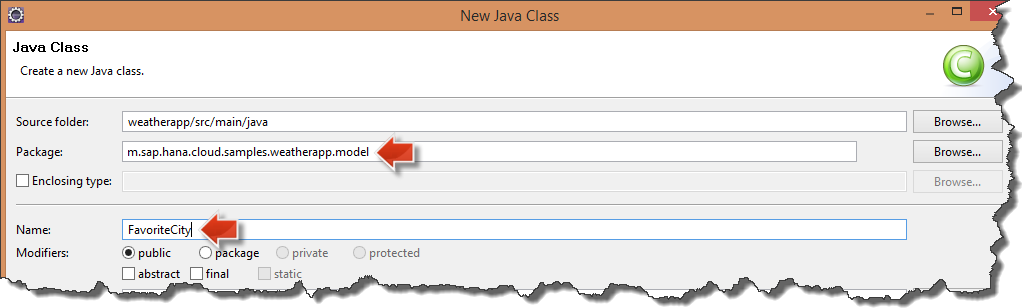 New Java Class
Java Class
Create a new Java class.
C
Source folder: weatherapp/src/main/java Browse...
Package: m.sap.hana.cloud.samples.weatherapp.model Browse...
Enclosing type: Browse...
Name: FavoriteCity
Modifiers: public package private protected
abstract final static